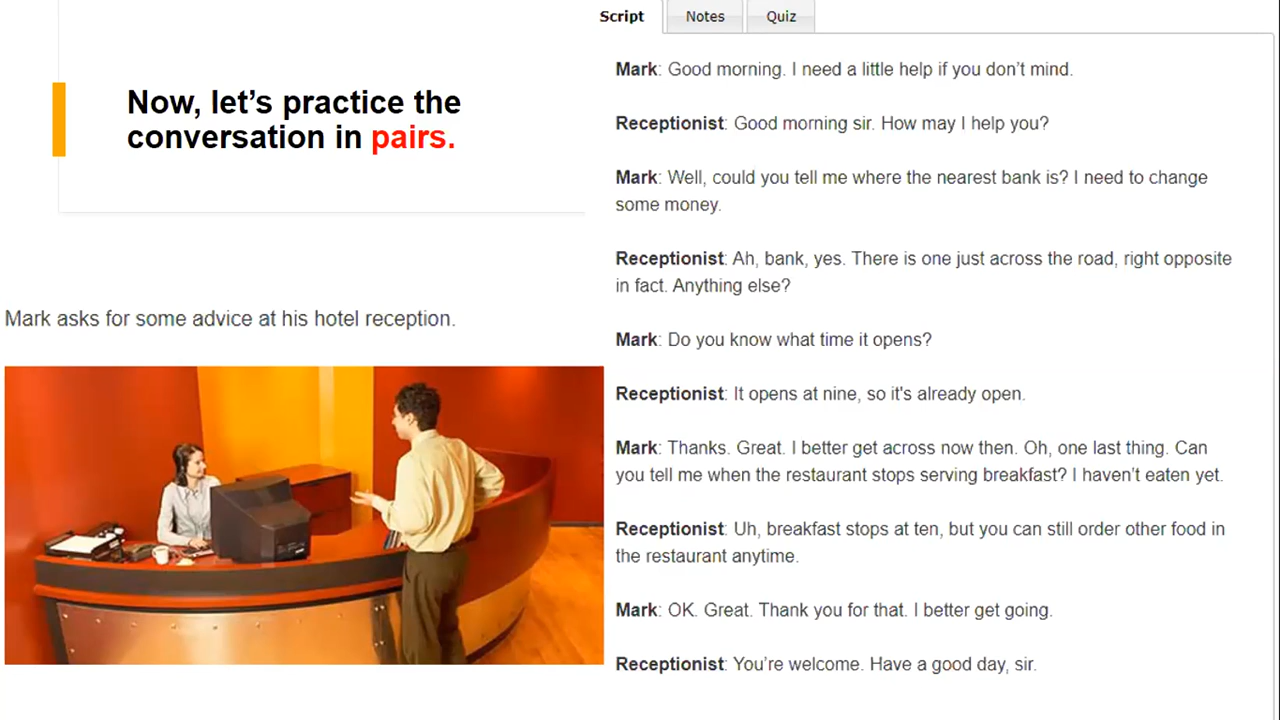 Now, let’s practice the
conversation in pairs.
Mark asks for some advice at his hotel reception.
Script Notes Quiz
Mark: Good morning. I need a little help if you don’t mind.
Receptionist: Good morning sir. How may I help you?
Mark: Well, could you tell me where the nearest bank is? I need to change
some money.
Receptionist: Ah, bank, yes. There is one just across the road, right opposite
in fact. Anything else?
Mark: Do you know what time it opens?
Receptionist: It opens at nine, so it's already open.
Mark: Thanks. Great. I better get across now then. Oh, one last thing. Can
you tell me when the restaurant stops serving breakfast? I haven’t eaten yet.
Receptionist: Uh, breakfast stops at ten, but you can still order other food in
the restaurant anytime.
Mark: OK. Great. Thank you for that. I better get going.
Receptionist: You’re welcome. Have a good day, sir.